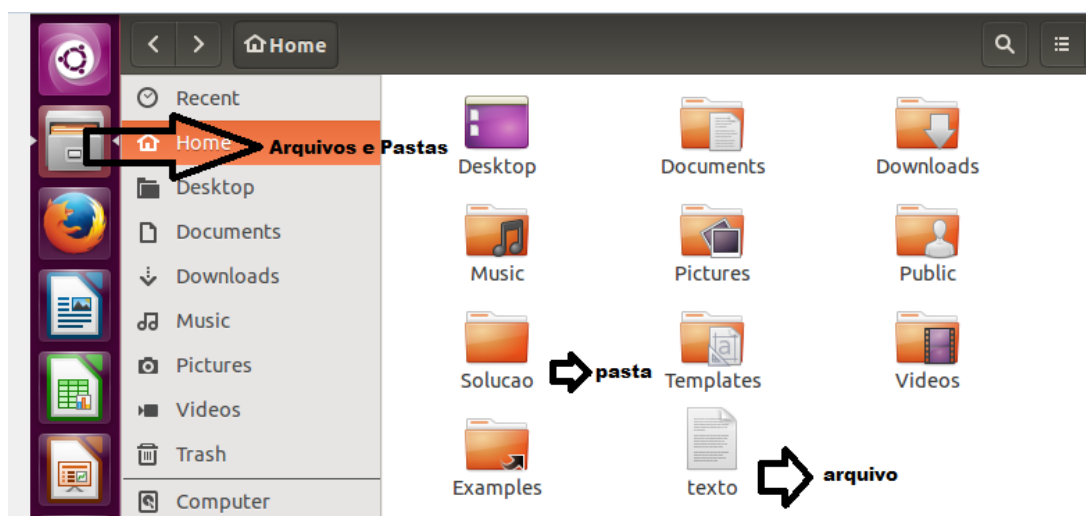 Home
Recent
Home
Arquivos e Pastas
Desktop
Documents
Downloads
Music
Pictures
Videos
Trash
Computer
Desktop
Documents
Downloads
Music
Pictures
Public
Solucao
pasta
Templates
Videos
Examples
texto
arquivo